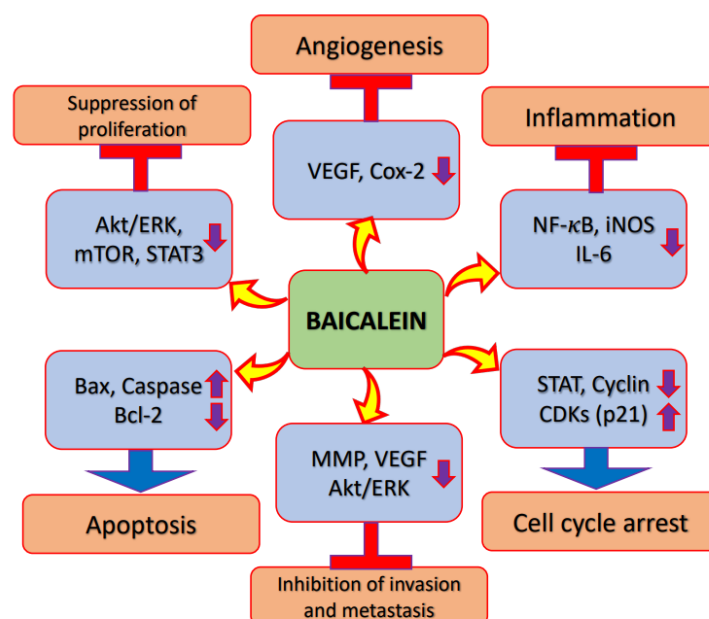 Angiogenesis
Suppression of
proliferation
Inflammation
VEGF, Cox-2
Akt/ERK,
mTOR, STAT3
NF-κB, iNOS
IL-6
BAICALEIN
Bax, Caspase
Bcl-2
STAT, Cyclin
CDKs (p21)
MMP, VEGF
Akt/ERK
Apoptosis
Cell cycle arrest
Inhibition of invasion
and metastasis